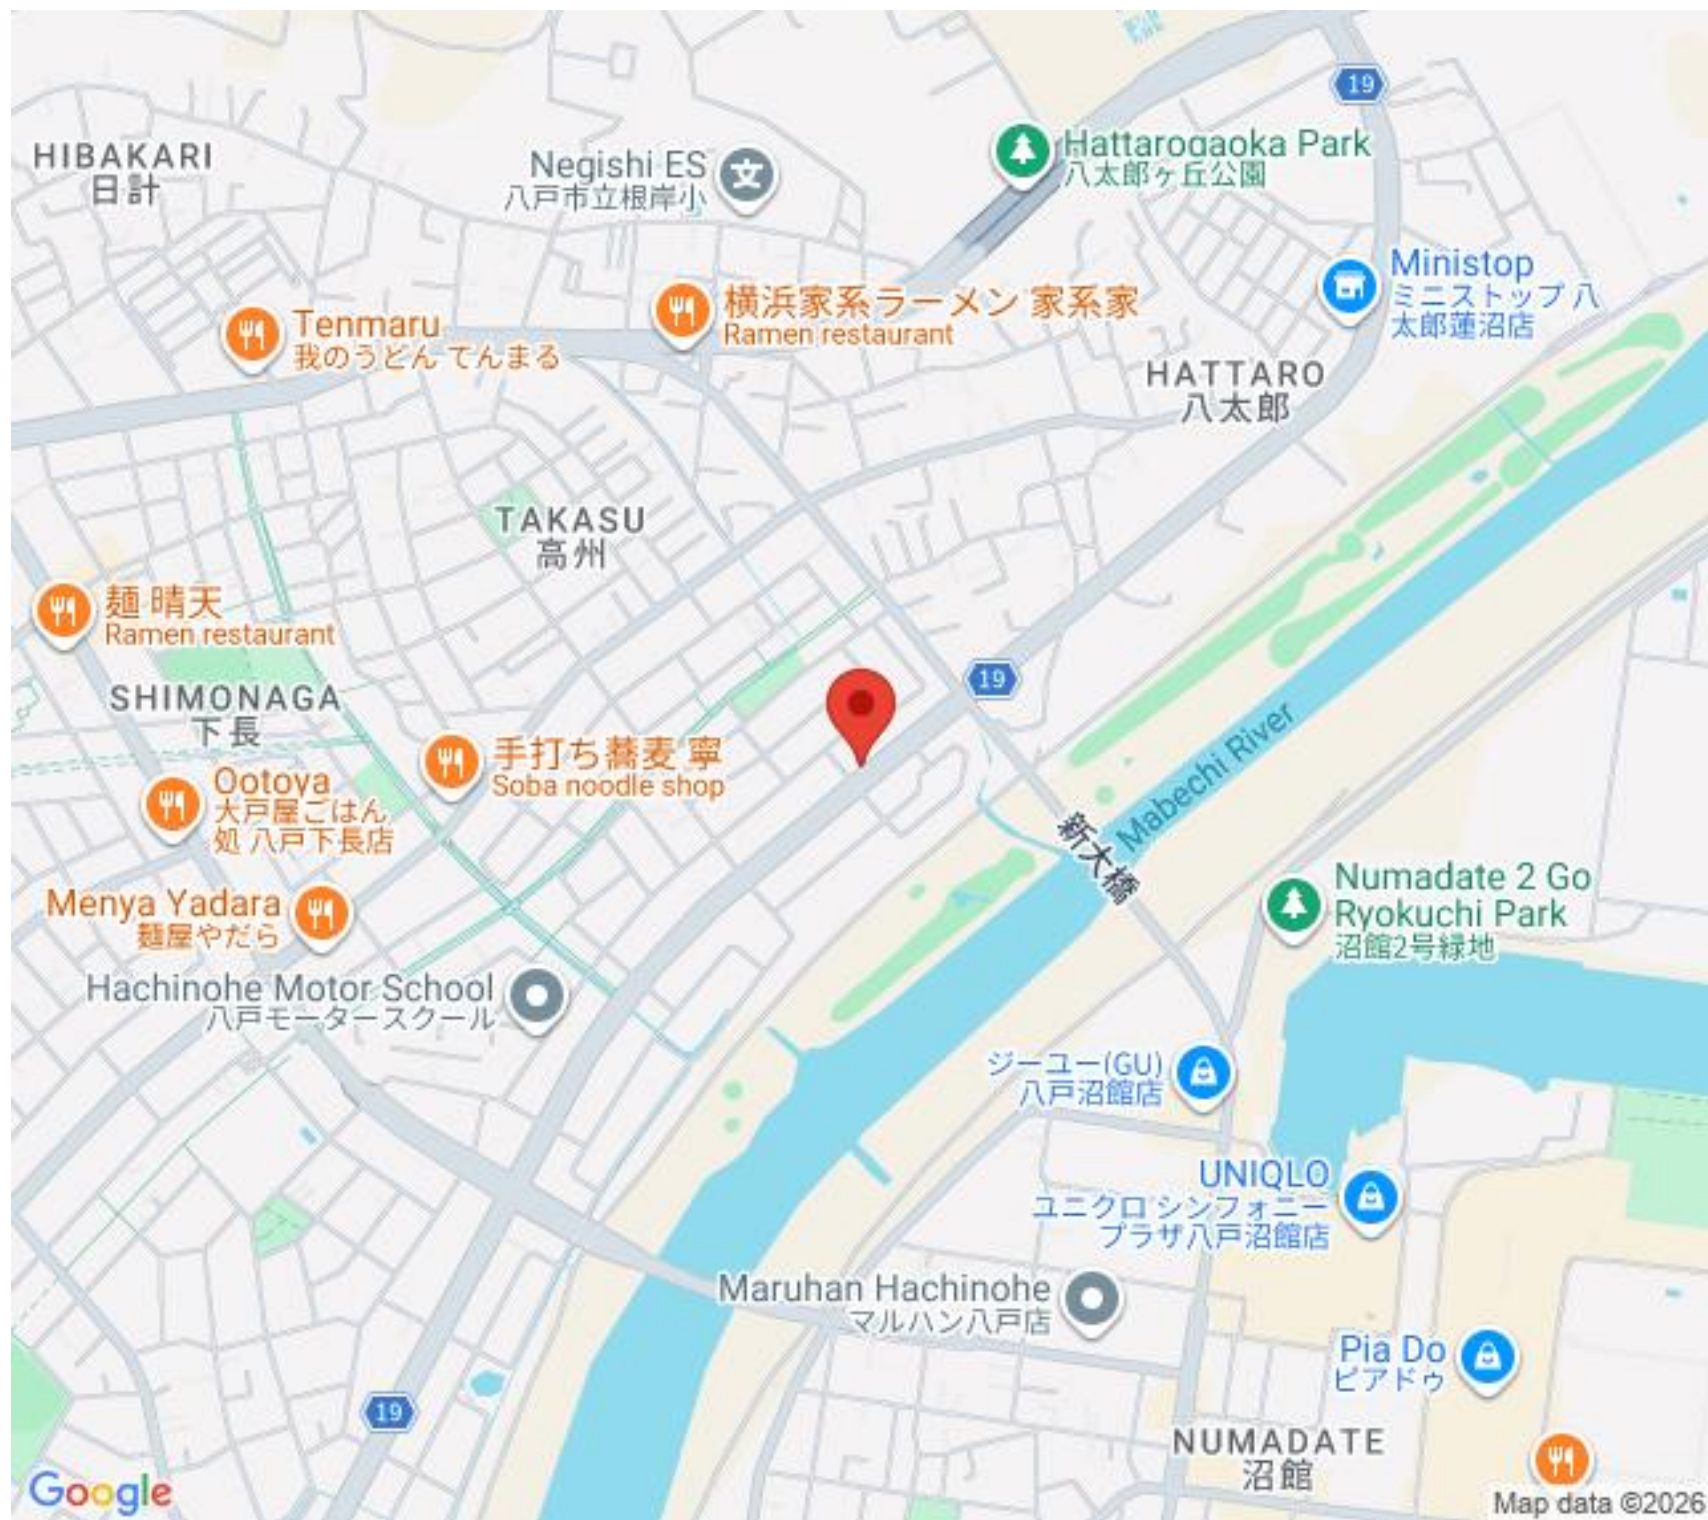 19
HIBAKARI
日計
Negishi ES
八戸市立根岸小
Hattarogaoka Park
八太郎ヶ丘公園
Ministop
ミニストップ 八
太郎蓮沼店
Tenmaru
我のうどん てんまる
横浜家系ラーメン 家系家
Ramen restaurant
HATTARO
八太郎
TAKASU
高州
麺 晴天
Ramen restaurant
SHIMONAGA
下長
19
手打ち蕎麦 寧
Soba noodle shop
Ootoya
大戸屋ごはん
処 八戸下長店
Mabechi River
新大橋
Menya Yadara
麺屋やだら
Numadate 2 Go
Ryokuchi Park
沼館2号緑地
Hachinohe Motor School
八戸モータースクール
ジーユー(GU)
八戸沼館店
UNIQLO
ユニクロ シンフォニー
プラザ八戸沼館店
Maruhan Hachinohe
マルハン八戸店
Pia Do
ピアドゥ
19
NUMADATE
沼館
Google
Map data ©2026